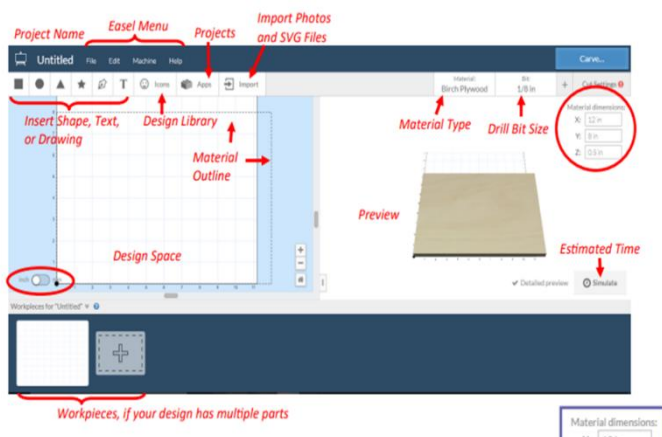 Project Name
Easel Menu
Projects
Import Photos
and SVG Files
Untitled File Edit Machine Help
Carve...
T Icons Apps Import
Material:
Birch Plywood
Bit:
1/8 in
+
Cut Settings
Insert Shape, Text,
or Drawing
Design Library
Material
Outline
Material Type
Drill Bit Size
Material dimensions:
X: 12 in
Y: 8 in
Z:
Preview
Design Space
Estimated Time
inch
Detailed preview
Simulate
Workpieces for "Untitled"
Workpieces, if your design has multiple parts
Material dimensions: